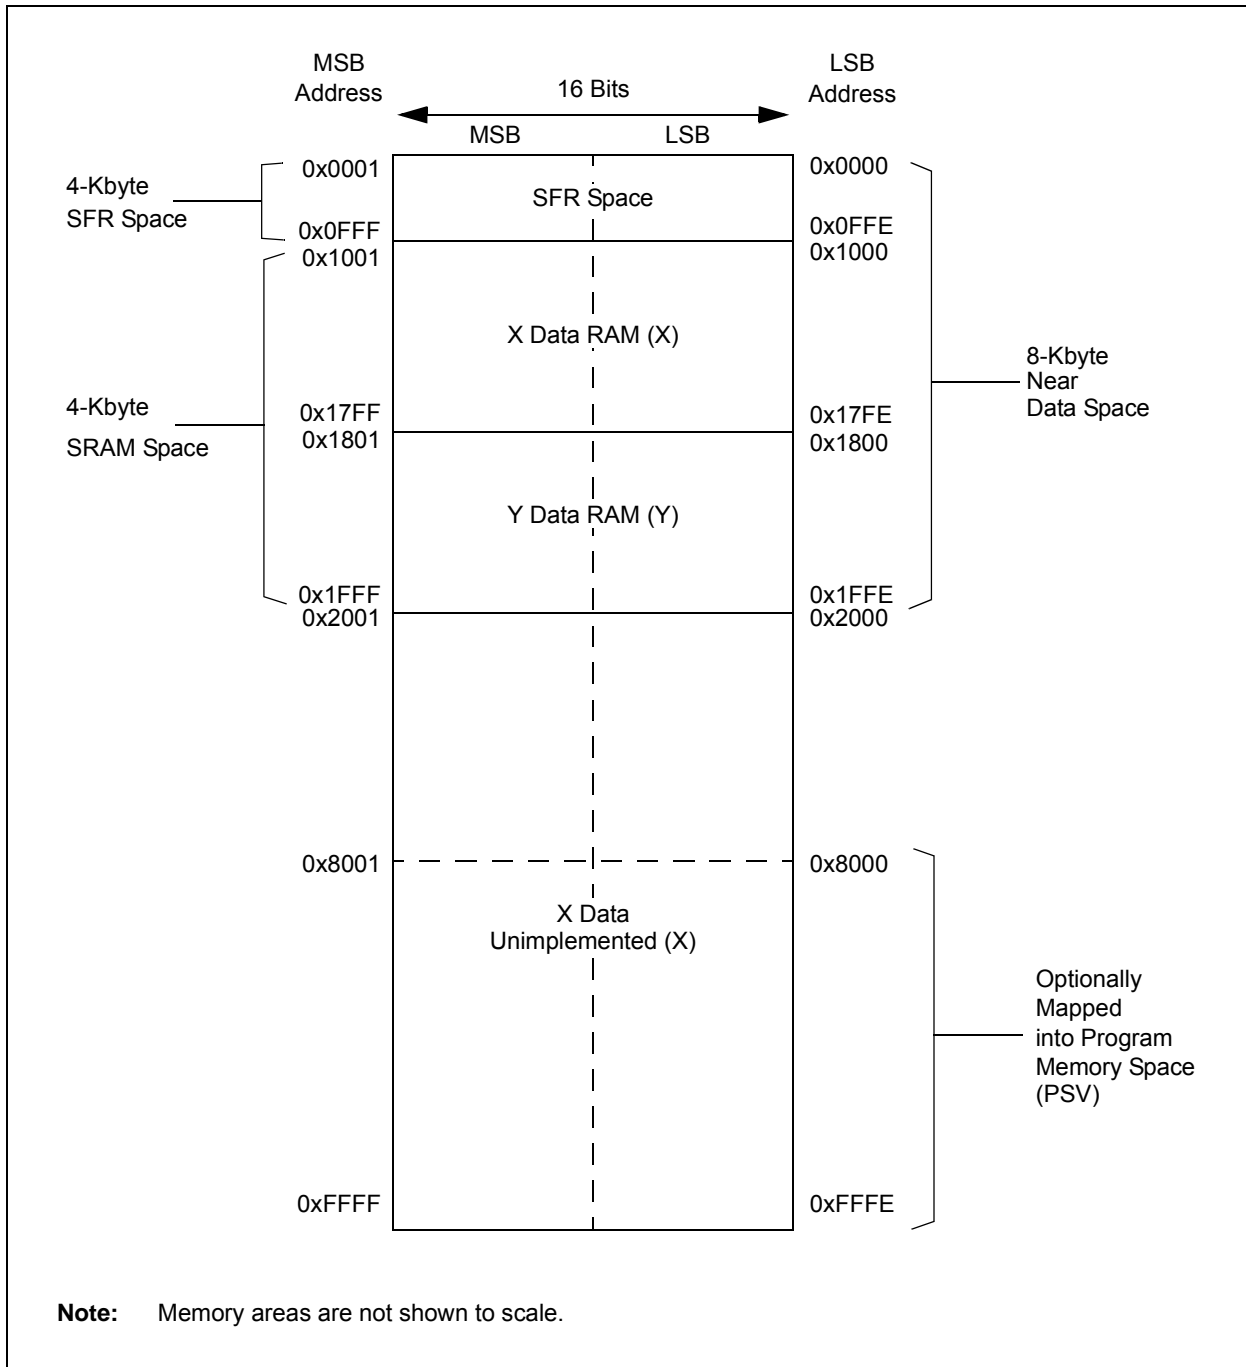 MSB
Address
LSB
Address
16 Bits
MSB
LSB
0x0001
0x0000
4-Kbyte
SFR Space
SFR Space
0x0FFF
0x0FFE
0x1001
0x1000
X Data RAM (X)
8-Kbyte
Near
Data Space
4-Kbyte
SRAM Space
0x17FF
0x17FE
0x1801
0x1800
Y Data RAM (Y)
0x1FFF
0x1FFE
0x2001
0x2000
0x8001
0x8000
X Data
Unimplemented (X)
Optionally
Mapped
into Program
Memory Space
(PSV)
0xFFFF
0xFFFE
Note: Memory areas are not shown to scale.